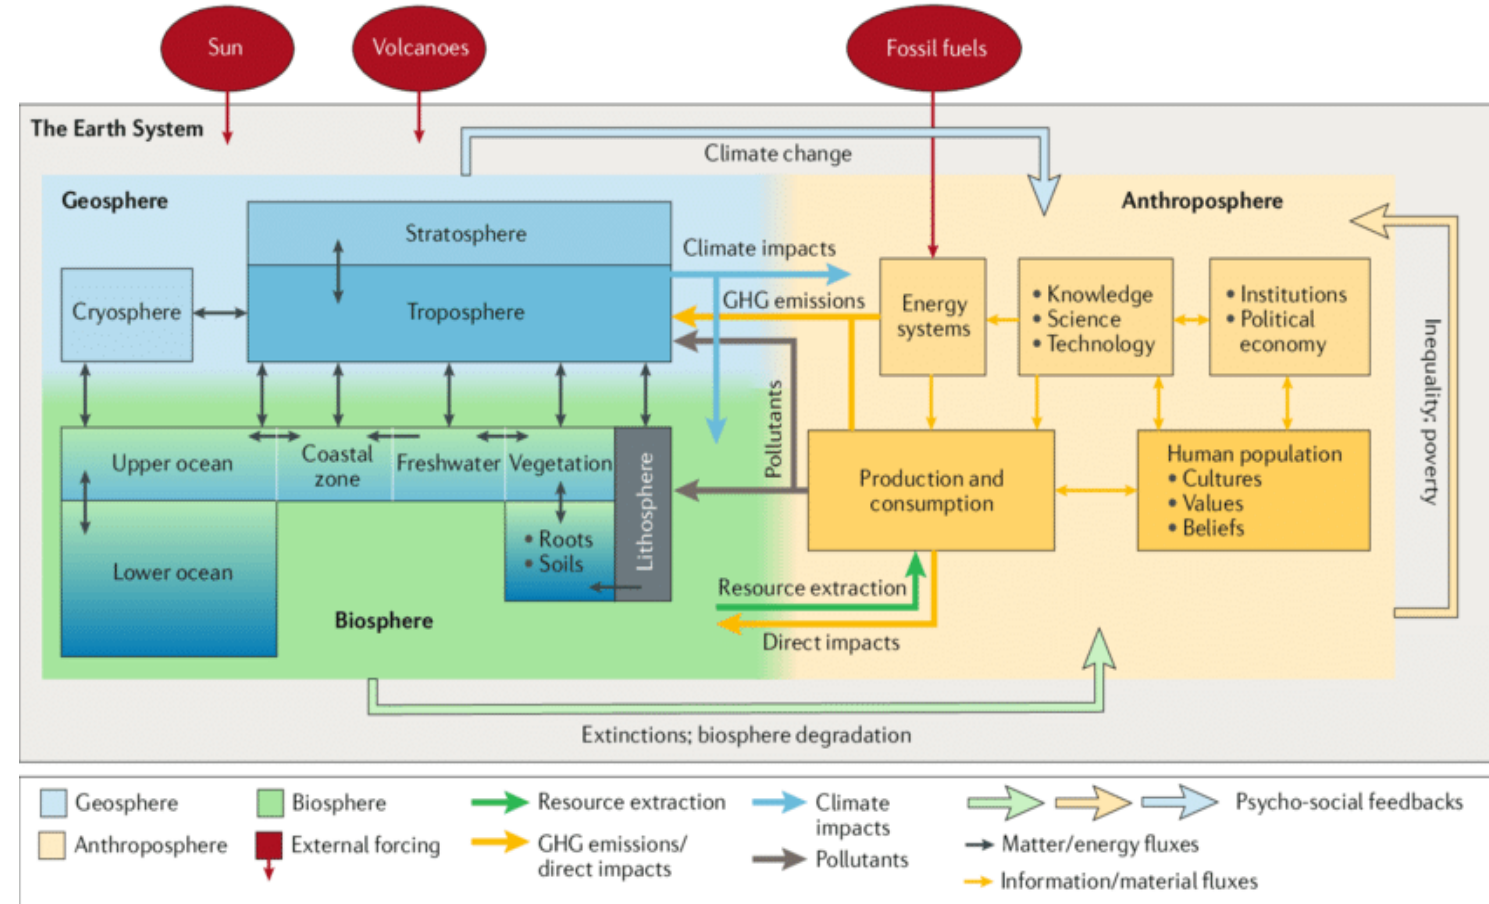 Sun
Volcanoes
Fossil fuels
The Earth System
Climate change
Geosphere
Anthroposphere
Stratosphere
Climate impacts
Cryosphere
Troposphere
GHG emissions
Energy
systems
• Knowledge
• Science
• Technology
• Institutions
• Political
economy
Inequality; poverty
Pollutants
Upper ocean
Coastal
zone
Freshwater
Vegetation
Lithosphere
Production and
consumption
Human population
• Cultures
• Values
• Beliefs
• Roots
• Soils
Lower ocean
Resource extraction
Biosphere
Direct impacts
Extinctions; biosphere degradation
Geosphere
Biosphere
Resource extraction
Climate
impacts
Psycho-social feedbacks
Anthroposphere
External forcing
GHG emissions/
direct impacts
Pollutants
Matter/energy fluxes
Information/material fluxes